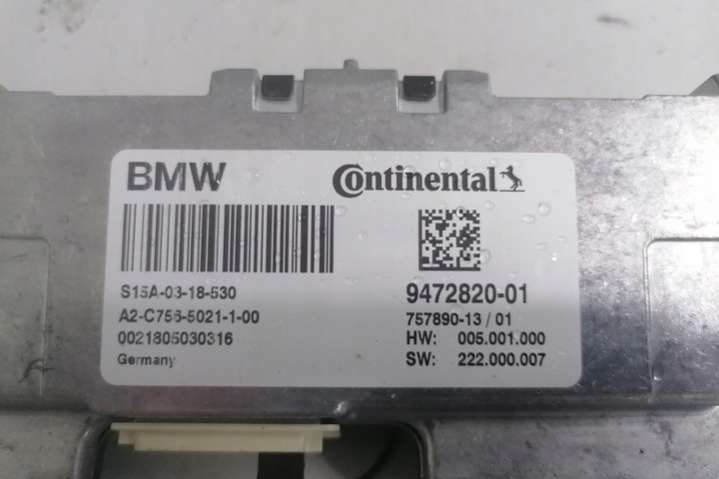 BMW
Continental
S15A-03-18-530
A2-C756-5021-1-00
0021805030316
Germany
9472820-01
757890-13 / 01
HW: 005.001.000
SW: 222.000.007